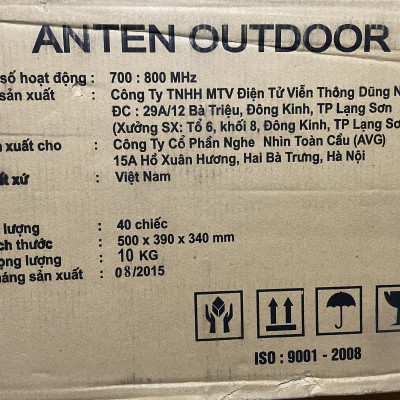 ANTEN OUTDOOR
số hoạt động : 700 : 800 MHz
sản xuất : Công Ty TNHH MTV Điện Tử Viễn Thông Dũng
ĐC : 29A/12 Bà Triệu, Đông Kinh, TP Lạng Sơn
(Xưởng SX: Tổ 6, khối 8, Đông Kinh, TP Lạng Sơn
xuất cho : Công Ty Cổ Phần Nghe Nhìn Toàn Cầu (AVG)
15A Hồ Xuân Hương, Hai Bà Trưng, Hà Nội
xứ : Việt Nam
lượng : 40 chiếc
thước : 500 x 390 x 340 mm
lượng : 10 KG
sản xuất : 08/2015
ISO : 9001 - 2008